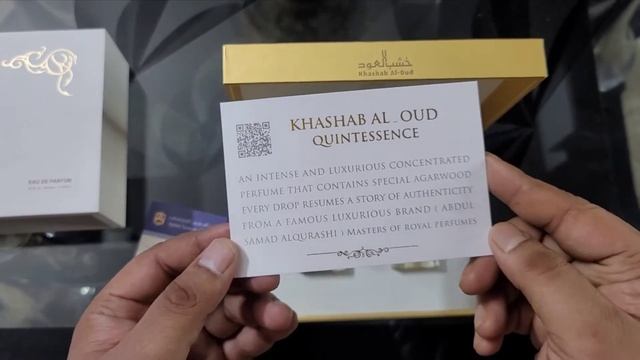 خشب العود
Khashab Al-Oud
KHASHAB AL - OUD
QUINTESSENCE
AN INTENSE AND LUXURIOUS CONCENTRATED
PERFUME THAT CONTAINS SPECIAL AGARWOOD
EVERY DROP RESUMES A STORY OF AUTHENTICITY
FROM A FAMOUS LUXURIOUS BRAND ( ABDUL
SAMAD ALQURASHI ) MASTERS OF ROYAL PERFUMES
EAU DE PARFUM